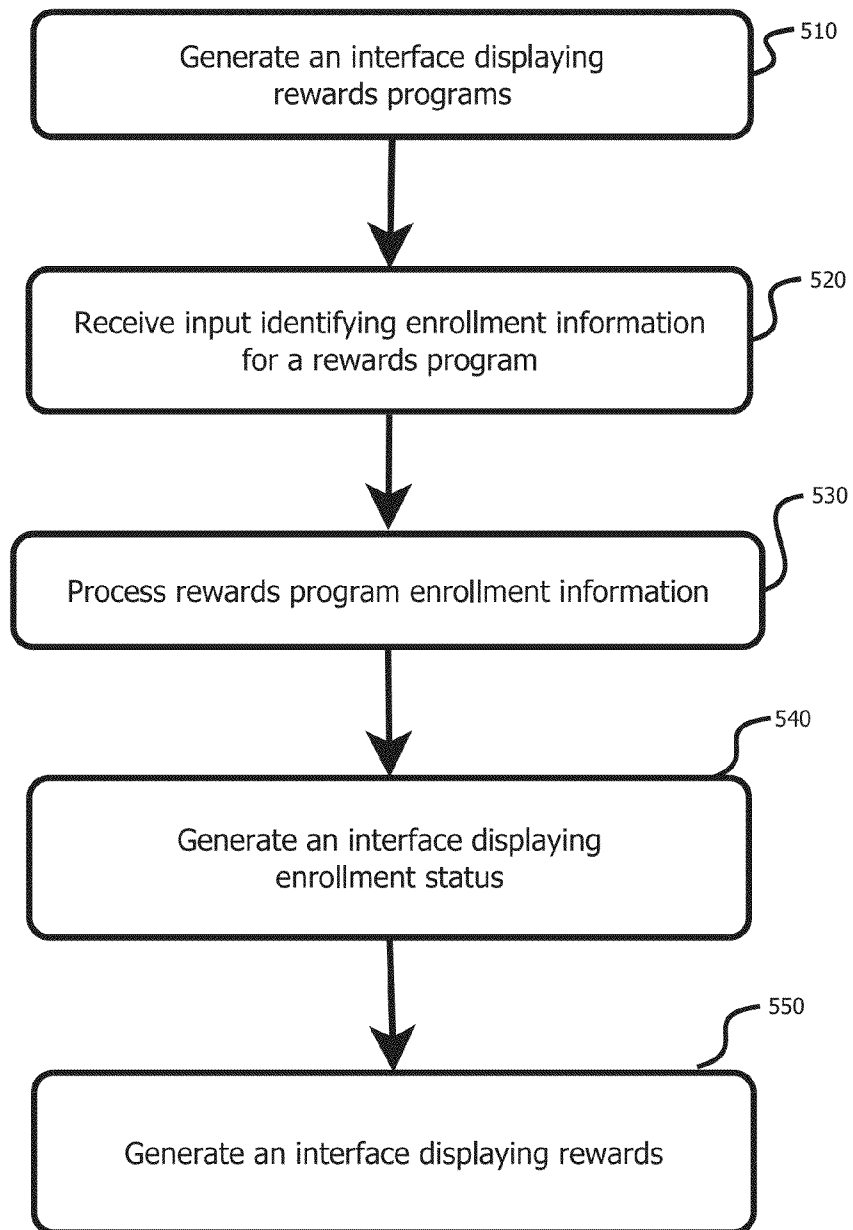 Generate an interface displaying
rewards programs
510
Receive input identifying enrollment information
for a rewards program
520
Process rewards program enrollment information
530
Generate an interface displaying
enrollment status
540
Generate an interface displaying rewards
550